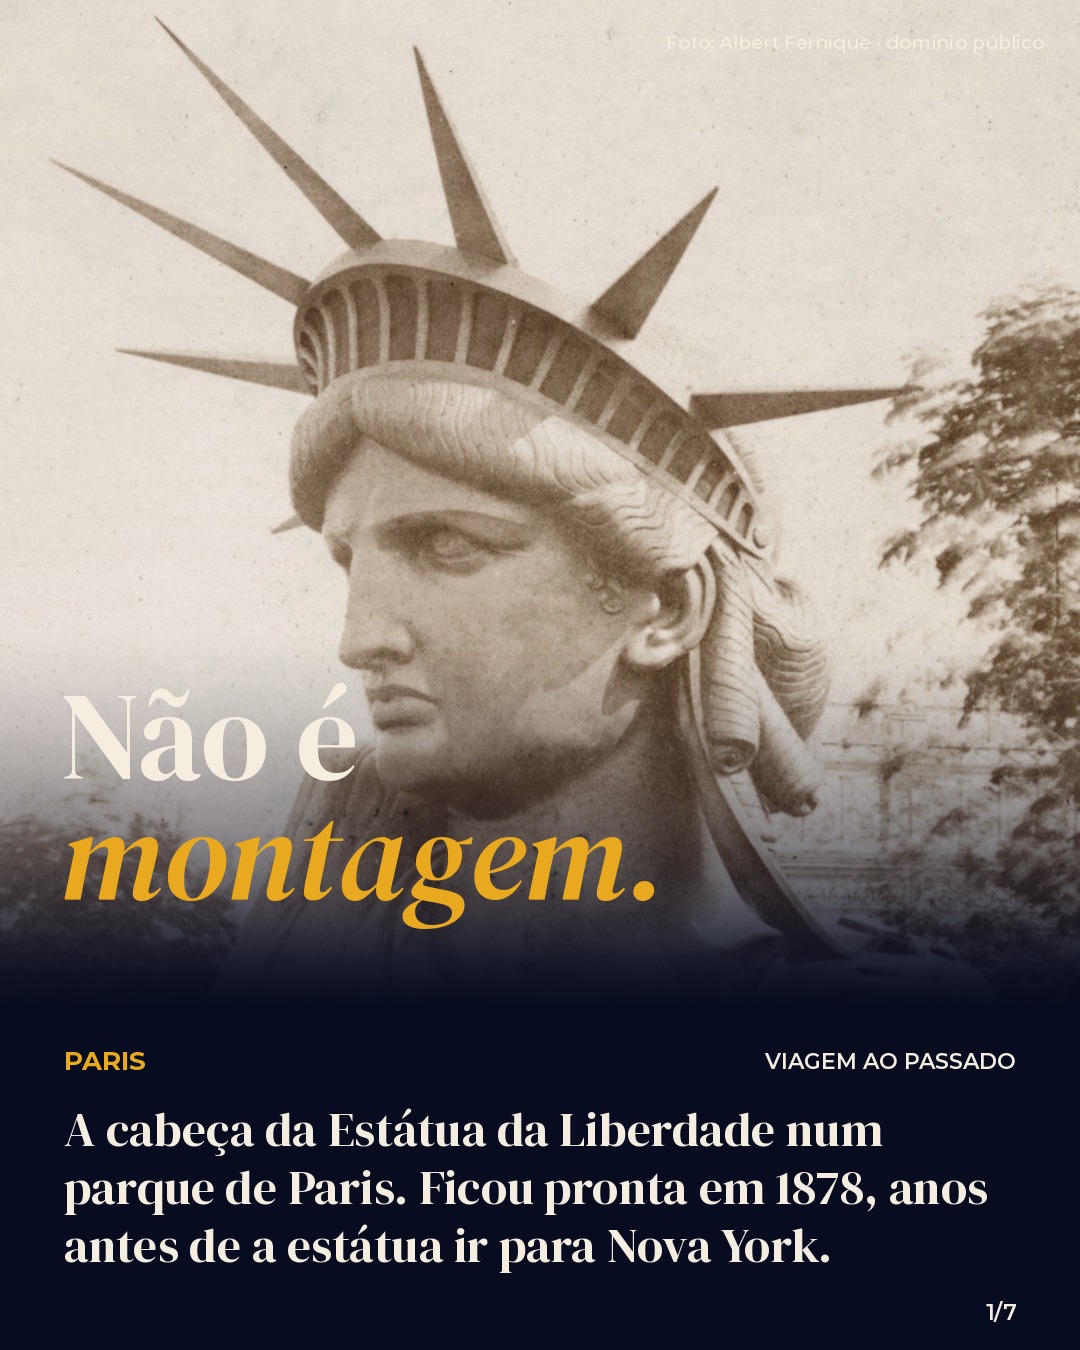 Foto: Albert Fernique · domínio público
Não é
montagem.
PARIS
VIAGEM AO PASSADO
A cabeça da Estátua da Liberdade num
parque de Paris. Ficou pronta em 1878, anos
antes de a estátua ir para Nova York.
1/7